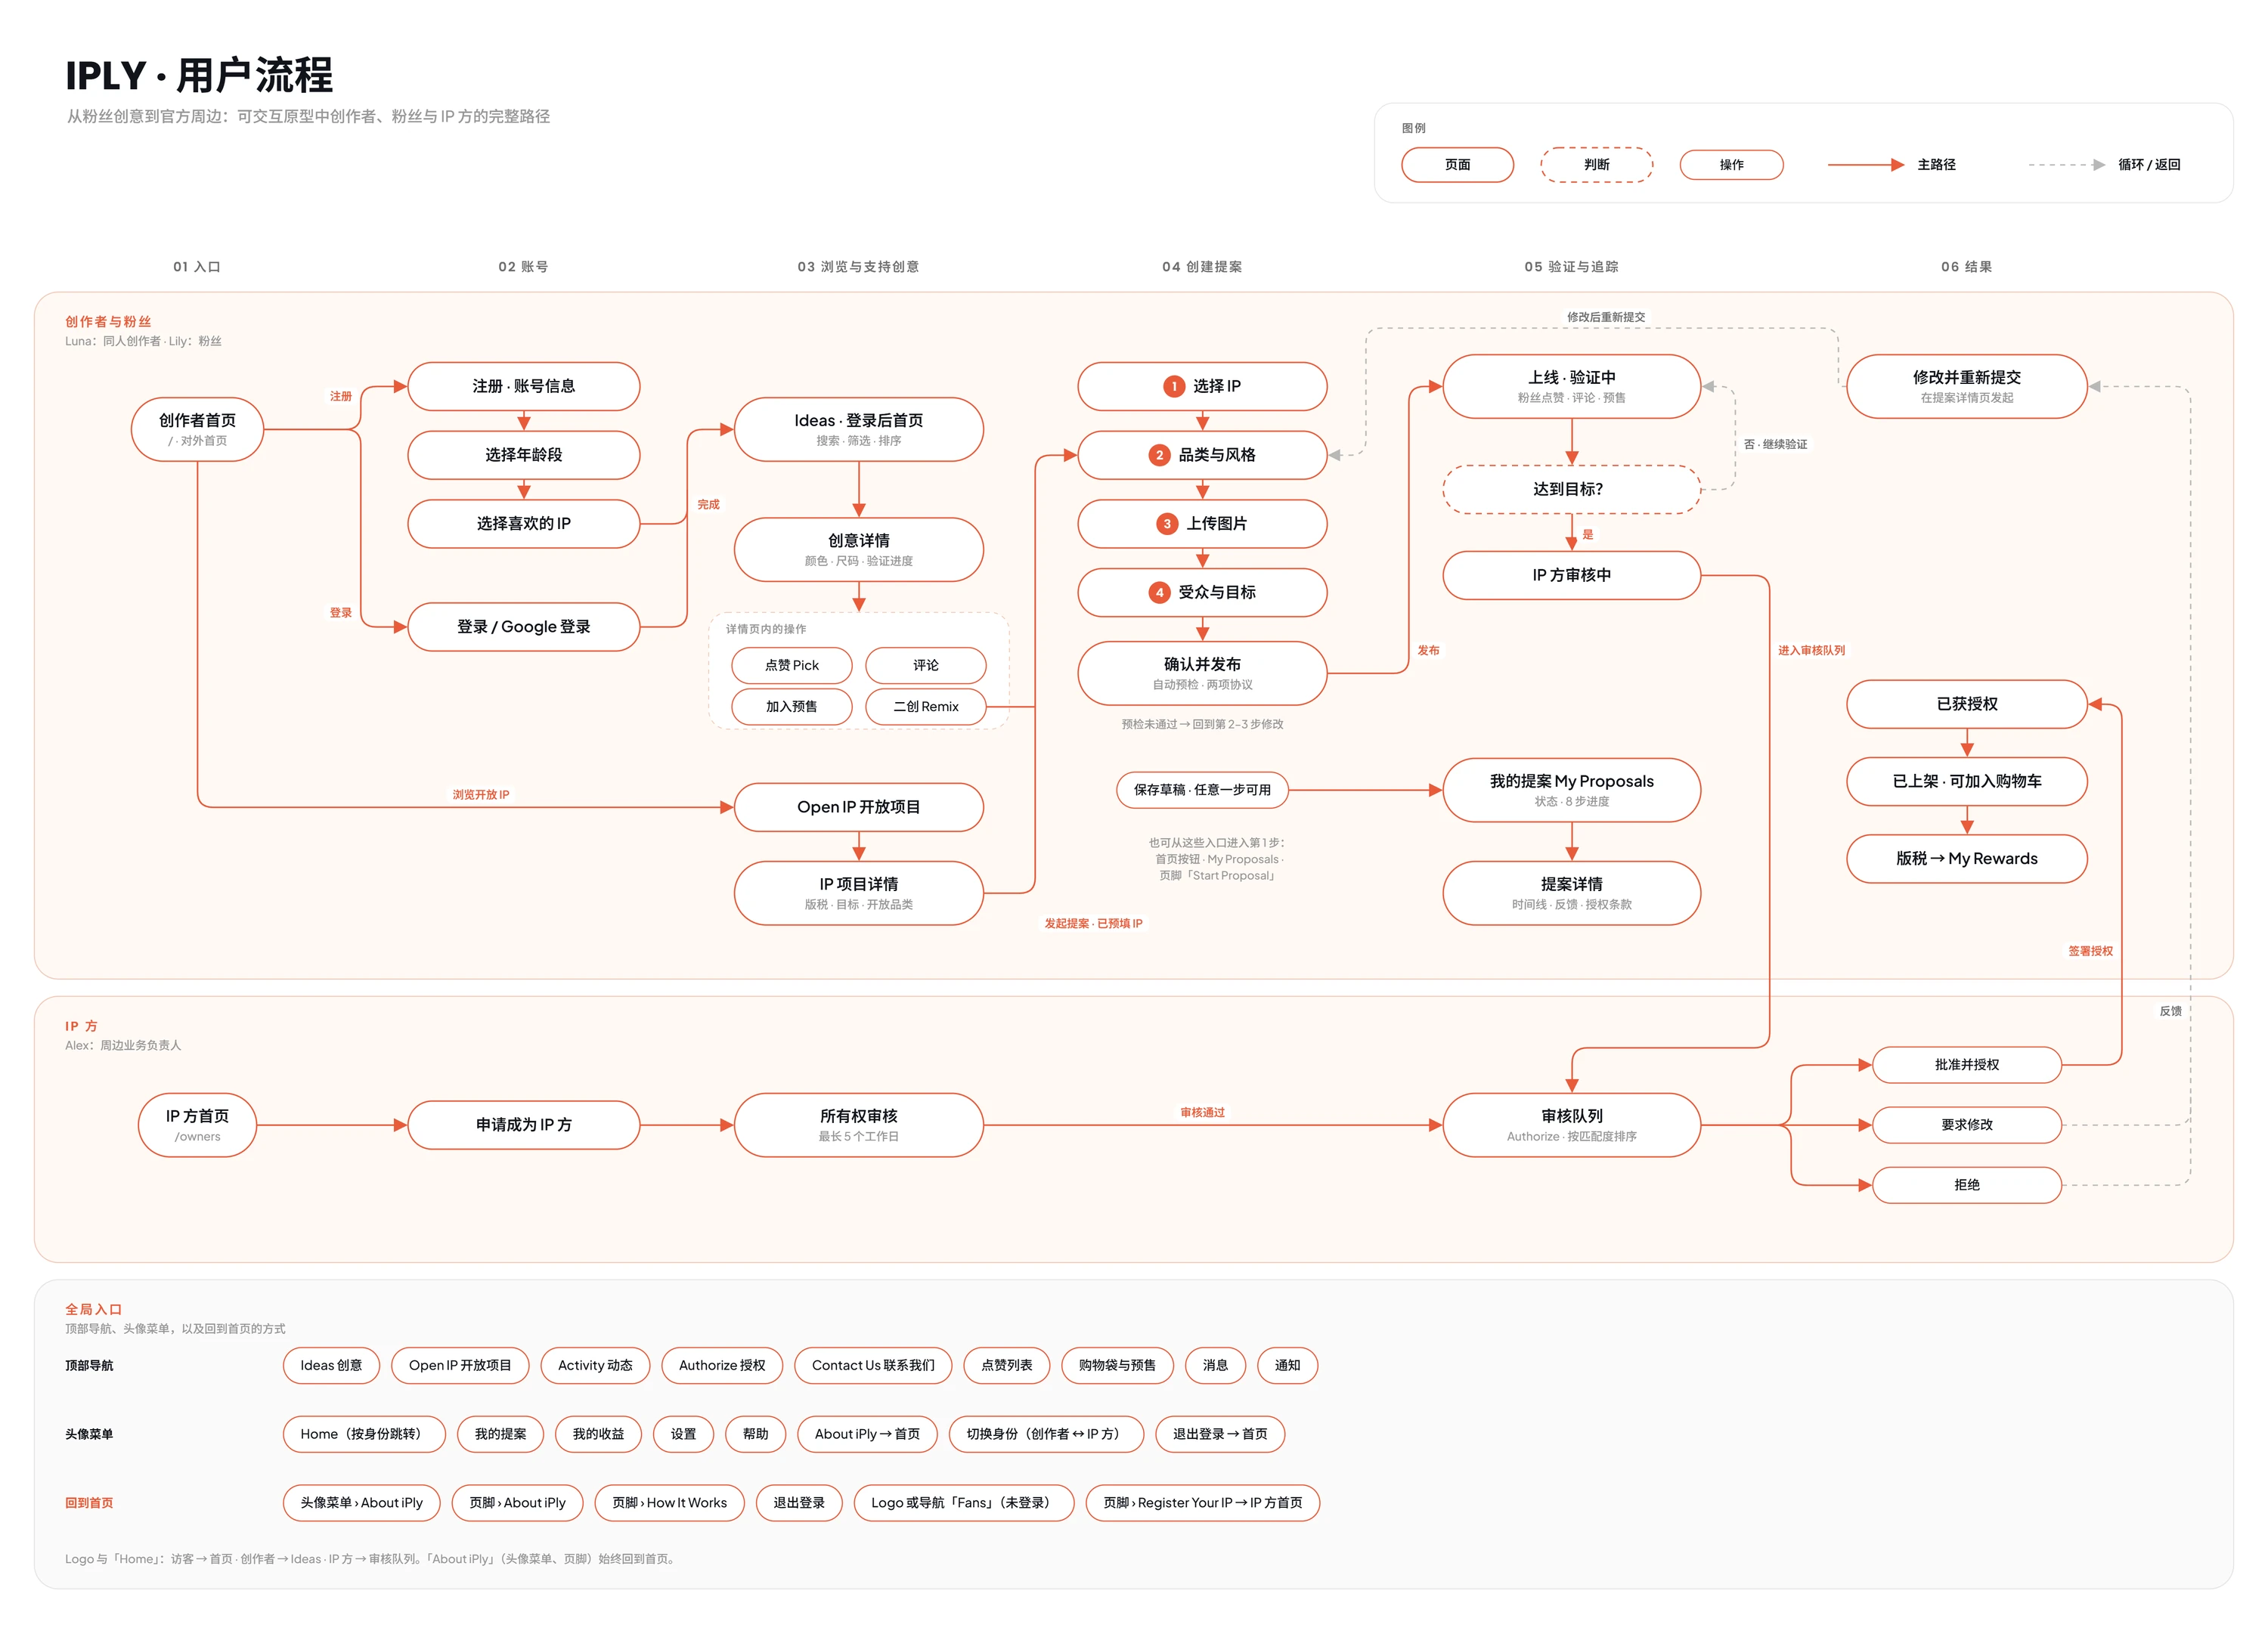 IPLY · 用户流程
从粉丝创意到官方周边：可交互原型中创作者、粉丝与 IP 方的完整路径
图例
页面
判断
操作
主路径
循环 / 返回
01 入口
02 账号
03 浏览与支持创意
04 创建提案
05 验证与追踪
06 结果
创作者与粉丝
Luna：同人创作者 · Lily：粉丝
创作者首页
/ · 对外首页
注册
登录
浏览开放 IP
注册 · 账号信息
选择年龄段
选择喜欢的 IP
登录 / Google 登录
完成
Ideas · 登录后首页
搜索 · 筛选 · 排序
创意详情
颜色 · 尺码 · 验证进度
详情页内的操作
点赞 Pick
评论
加入预售
二创 Remix
Open IP 开放项目
IP 项目详情
版税 · 目标 · 开放品类
发起提案 · 已预填 IP
1 选择 IP
2 品类与风格
3 上传图片
4 受众与目标
确认并发布
自动预检 · 两项协议
预检未通过 → 回到第 2–3 步修改
保存草稿 · 任意一步可用
也可从这些入口进入第 1 步：
首页按钮 · My Proposals ·
页脚「Start Proposal」
发布
修改后重新提交
上线 · 验证中
粉丝点赞 · 评论 · 预售
否 · 继续验证
达到目标？
是
IP 方审核中
进入审核队列
我的提案 My Proposals
状态 · 8 步进度
提案详情
时间线 · 反馈 · 授权条款
修改并重新提交
在提案详情页发起
已获授权
已上架 · 可加入购物车
版税 → My Rewards
签署授权
反馈
IP 方
Alex：周边业务负责人
IP 方首页
/owners
申请成为 IP 方
所有权审核
最长 5 个工作日
审核通过
审核队列
Authorize · 按匹配度排序
批准并授权
要求修改
拒绝
全局入口
顶部导航、头像菜单，以及回到首页的方式
顶部导航
Ideas 创意
Open IP 开放项目
Activity 动态
Authorize 授权
Contact Us 联系我们
点赞列表
购物袋与预售
消息
通知
头像菜单
Home（按身份跳转）
我的提案
我的收益
设置
帮助
About iPly → 首页
切换身份（创作者 ↔ IP 方）
退出登录 → 首页
回到首页
头像菜单 › About iPly
页脚 › About iPly
页脚 › How It Works
退出登录
Logo 或导航「Fans」（未登录）
页脚 › Register Your IP → IP 方首页
Logo 与「Home」：访客 → 首页 · 创作者 → Ideas · IP 方 → 审核队列。「About iPly」（头像菜单、页脚）始终回到首页。